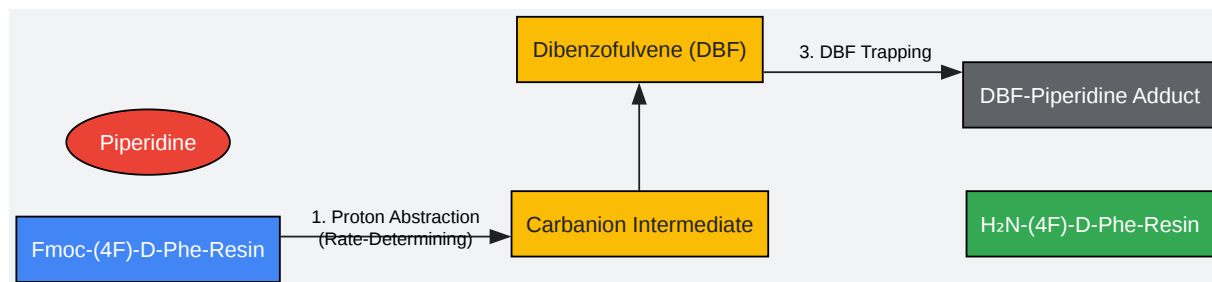 Dibenzofulvene (DBF)
3. DBF Trapping
DBF-Piperidine Adduct
Piperidine
Fmoc-(4F)-D-Phe-Resin
1. Proton Abstraction
(Rate-Determining)
Carbanion Intermediate
H₂N-(4F)-D-Phe-Resin